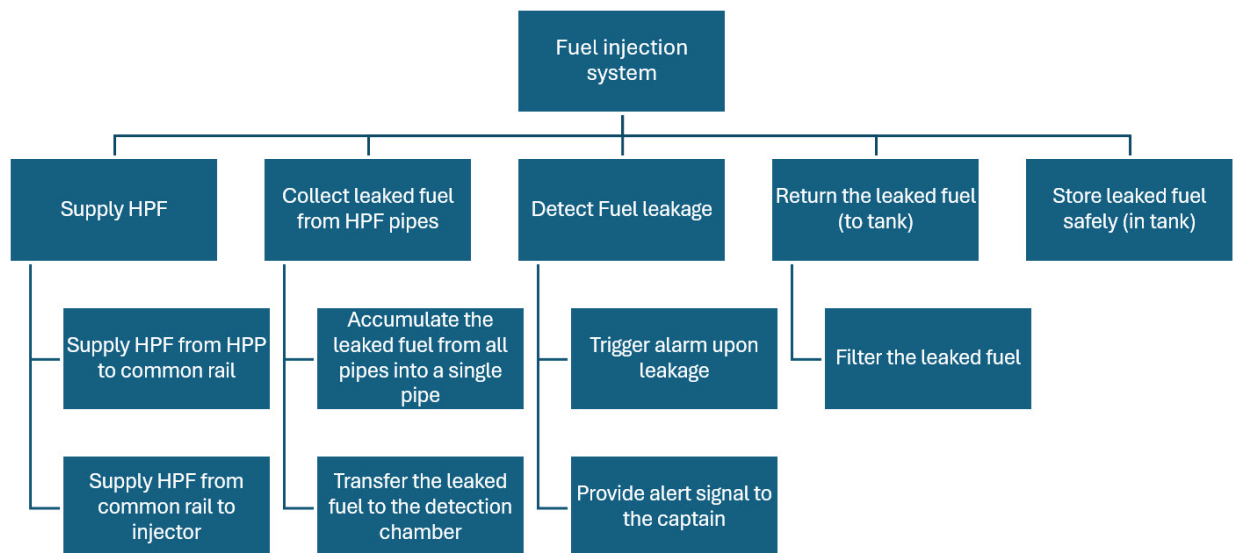 Fuel injection
system
Supply HPF
Collect leaked fuel
from HPF pipes
Detect Fuel leakage
Return the leaked fuel
(to tank)
Store leaked fuel
safely (in tank)
Supply HPF from HPP
to common rail
Accumulate the
leaked fuel from all
pipes into a single
pipe
Trigger alarm upon
leakage
Filter the leaked fuel
Supply HPF from
common rail to
injector
Transfer the leaked
fuel to the detection
chamber
Provide alert signal to
the captain